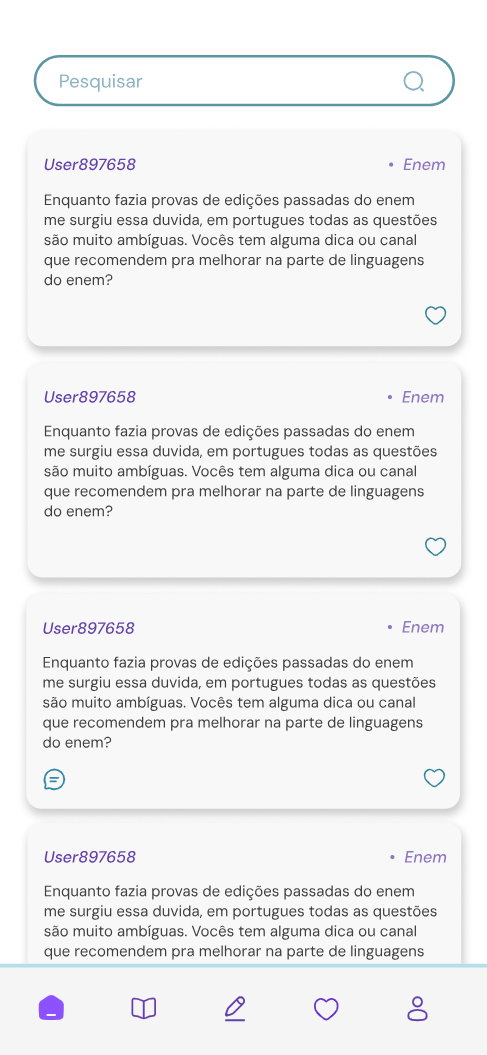 Pesquisar
User897658 • Enem
Enquanto fazia provas de edições passadas do enem
me surgiu essa duvida, em portugues todas as questões
são muito ambíguas. Vocês tem alguma dica ou canal
que recomendem pra melhorar na parte de linguagens
do enem?
User897658 • Enem
Enquanto fazia provas de edições passadas do enem
me surgiu essa duvida, em portugues todas as questões
são muito ambíguas. Vocês tem alguma dica ou canal
que recomendem pra melhorar na parte de linguagens
do enem?
User897658 • Enem
Enquanto fazia provas de edições passadas do enem
me surgiu essa duvida, em portugues todas as questões
são muito ambíguas. Vocês tem alguma dica ou canal
que recomendem pra melhorar na parte de linguagens
do enem?
User897658 • Enem
Enquanto fazia provas de edições passadas do enem
me surgiu essa duvida, em portugues todas as questões
são muito ambíguas. Vocês tem alguma dica ou canal
que recomendem pra melhorar na parte de linguagens